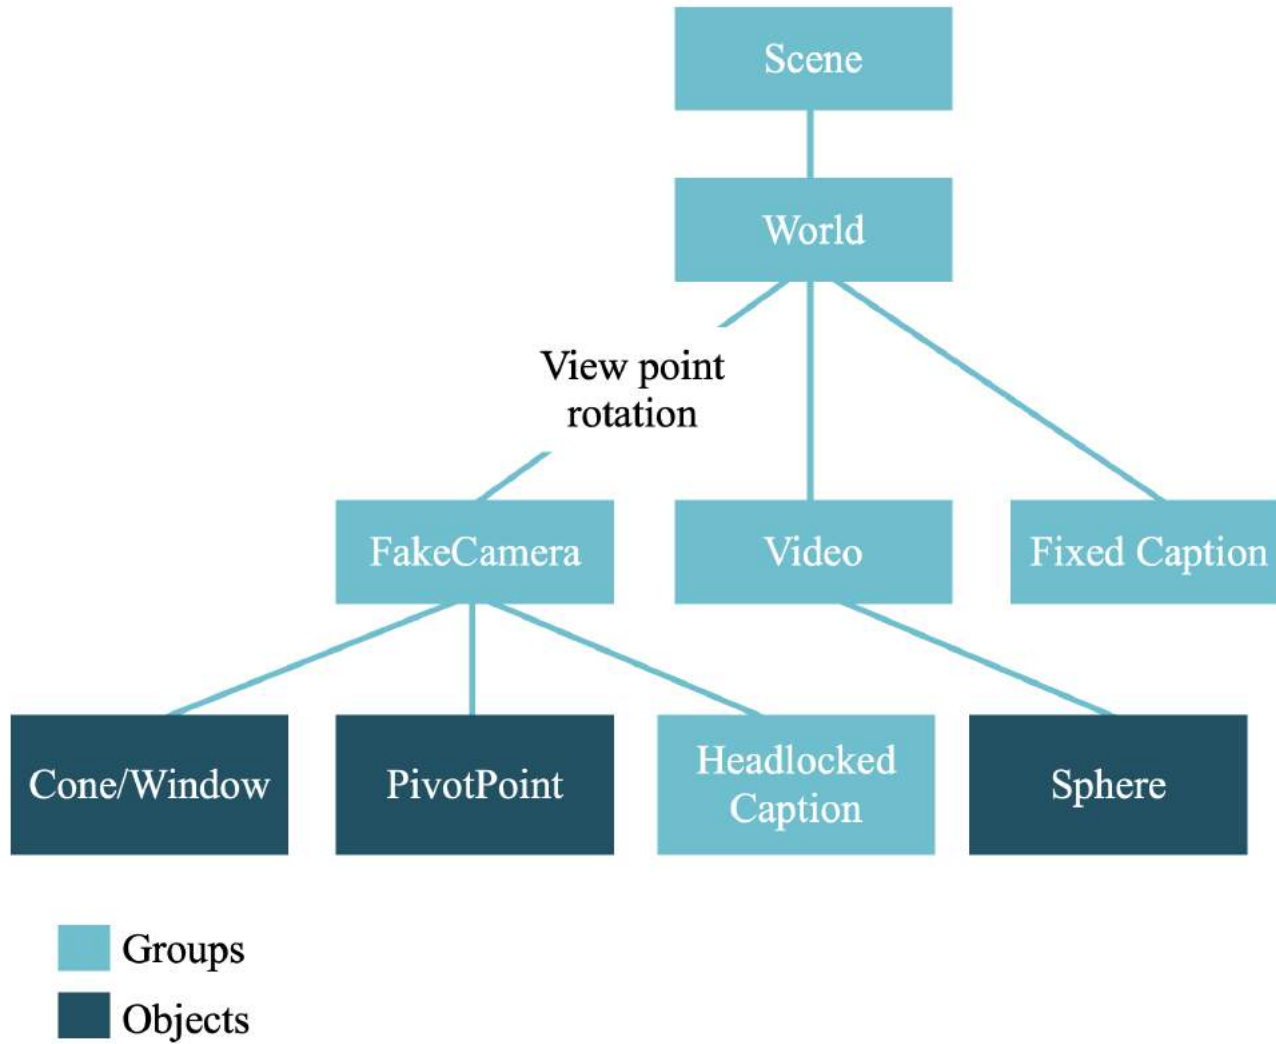 Scene
World
View point
rotation
FakeCamera
Video
Fixed Caption
Cone/Window
PivotPoint
Headlocked
Caption
Sphere
Groups
Objects